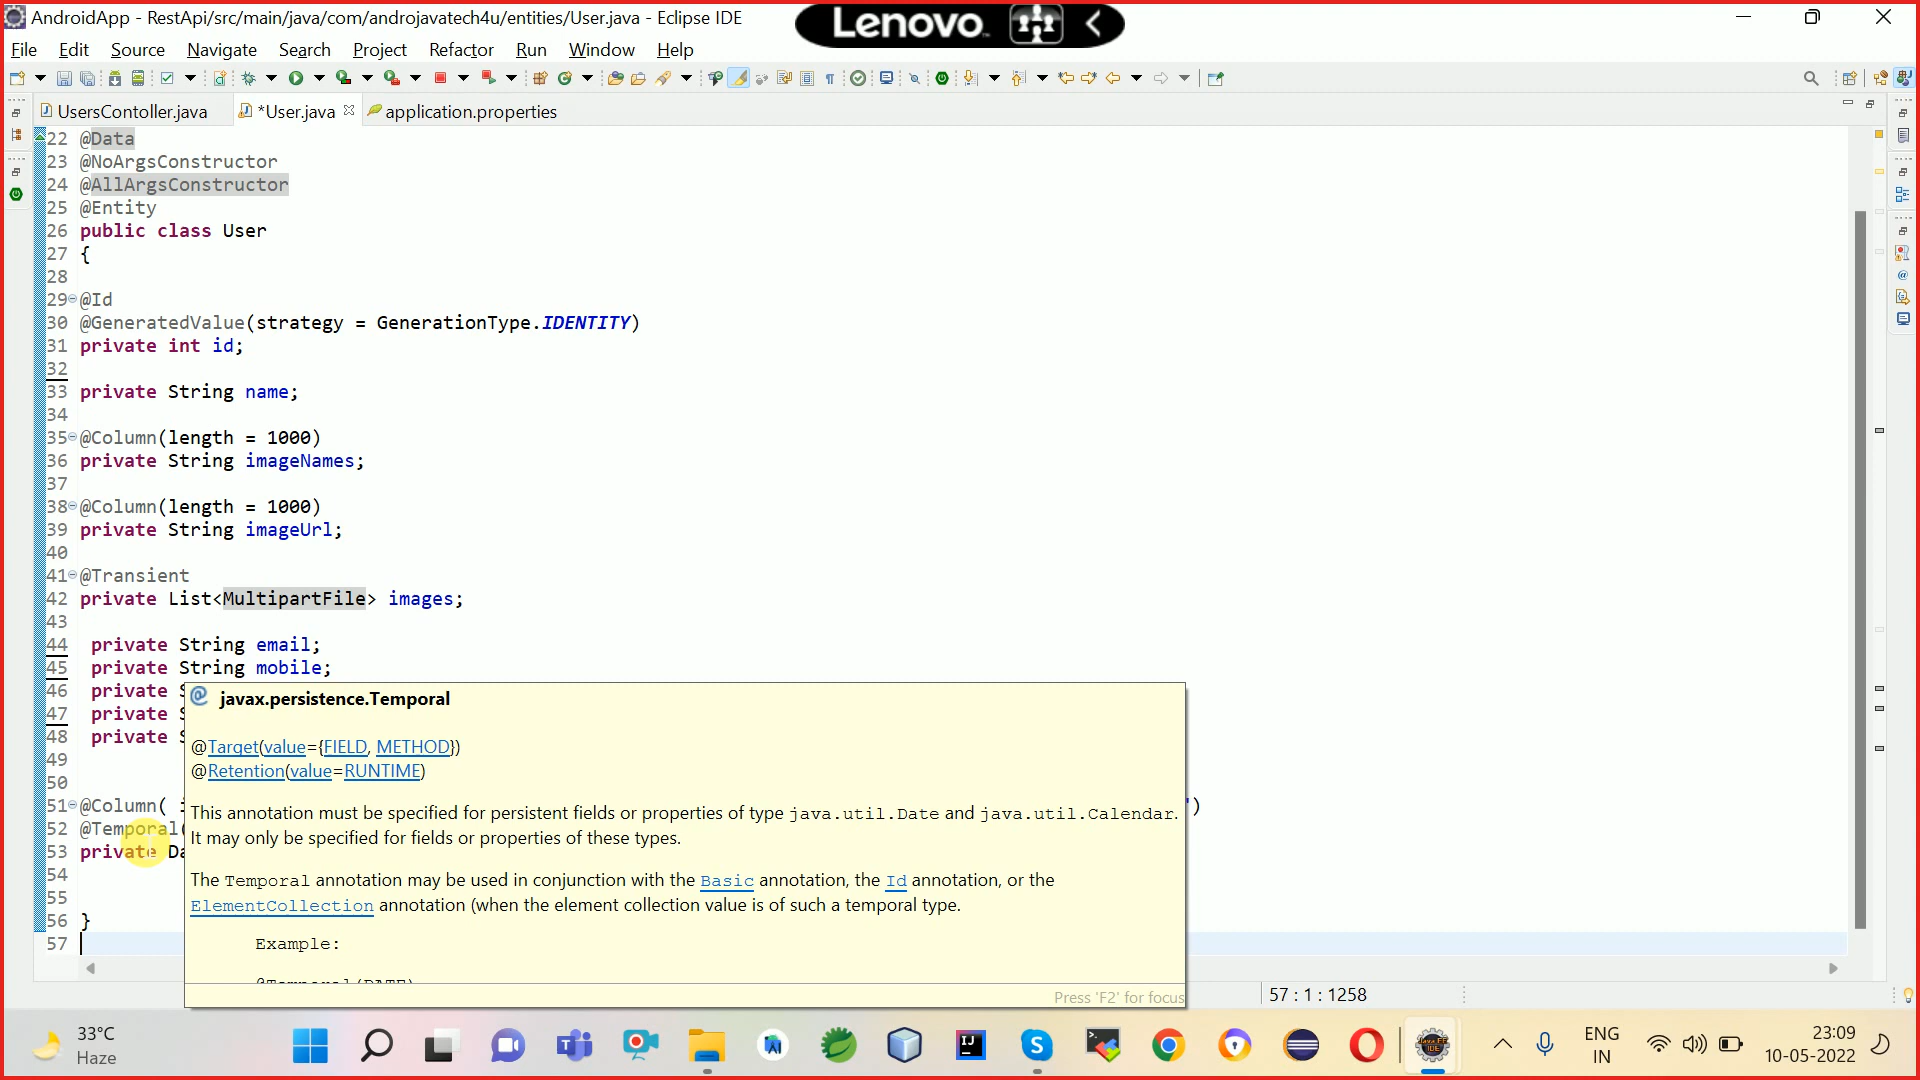 AndroidApp - RestApi/src/main/java/com/androjavatech4u/entities/User.java - Eclipse IDE
Lenovo
File Edit Source Navigate Search Project Refactor Run Window Help
UsersContoller.java *User.java application.properties
22 @Data
23 @NoArgsConstructor
24 @AllArgsConstructor
25 @Entity
26 public class User
27 {
28
29 @Id
30 @GeneratedValue(strategy = GenerationType.IDENTITY)
31 private int id;
32
33 private String name;
34
35 @Column(length = 1000)
36 private String imageNames;
37
38 @Column(length = 1000)
39 private String imageUrl;
40
41 @Transient
42 private List<MultipartFile> images;
43
44 private String email;
45 private String mobile;
46 private
47 private
48 private
49
50
51 @Column( ')
52 @Temporal(
53 private
54
55
56 }
57
@ javax.persistence.Temporal
@Target(value={FIELD, METHOD})
@Retention(value=RUNTIME)
This annotation must be specified for persistent fields or properties of type java.util.Date and java.util.Calendar.
It may only be specified for fields or properties of these types.
The Temporal annotation may be used in conjunction with the Basic annotation, the Id annotation, or the
ElementCollection annotation (when the element collection value is of such a temporal type.
Example:
Press 'F2' for focus
57 : 1 : 1258
33°C
Haze
ENG
IN
23:09
10-05-2022